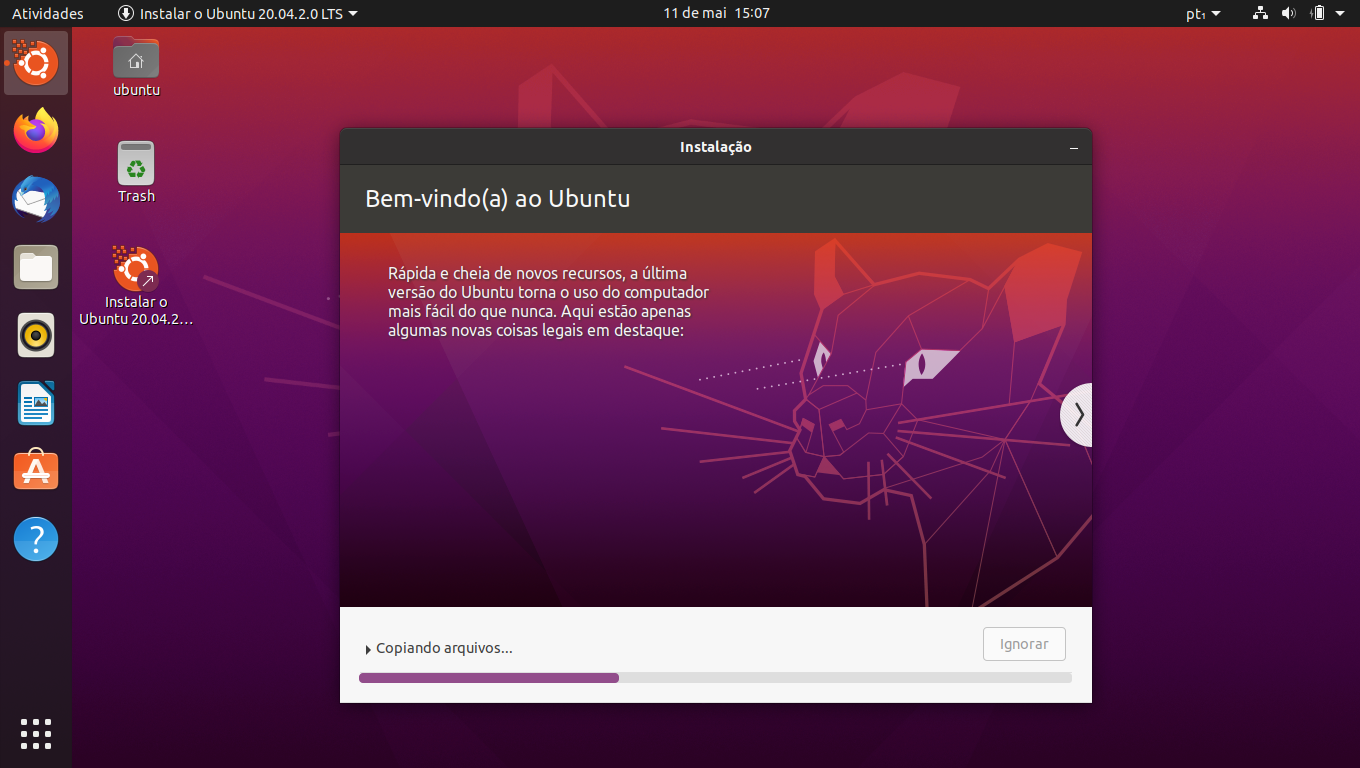 Atividades
Instalar o Ubuntu 20.04.2.0 LTS
11 de mai 15:07
pt₁
ubuntu
Trash
Instalar o
Ubuntu 20.04.2...
Instalação
Bem-vindo(a) ao Ubuntu
Rápida e cheia de novos recursos, a última
versão do Ubuntu torna o uso do computador
mais fácil do que nunca. Aqui estão apenas
algumas novas coisas legais em destaque:
Copiando arquivos...
Ignorar